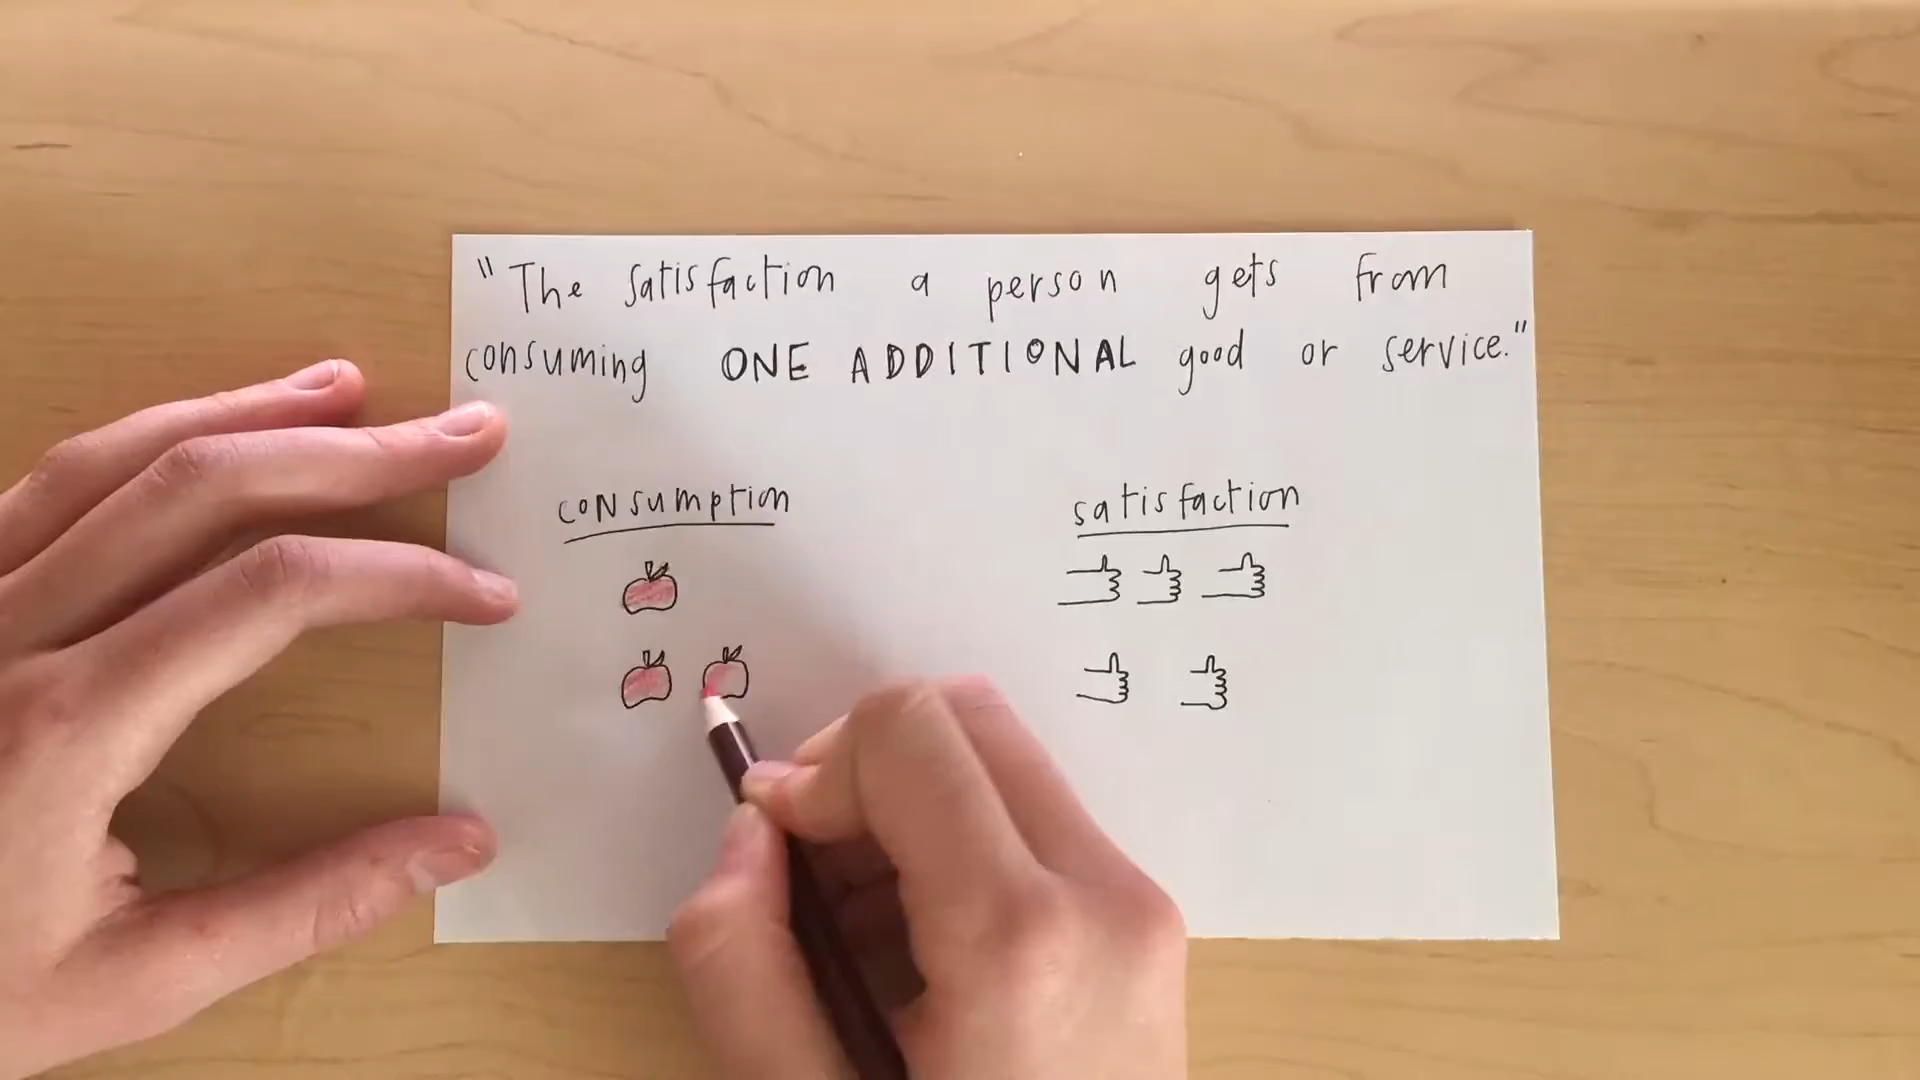 "The satisfaction a person gets from
consuming ONE ADDITIONAL good or service."
consumption
satisfaction